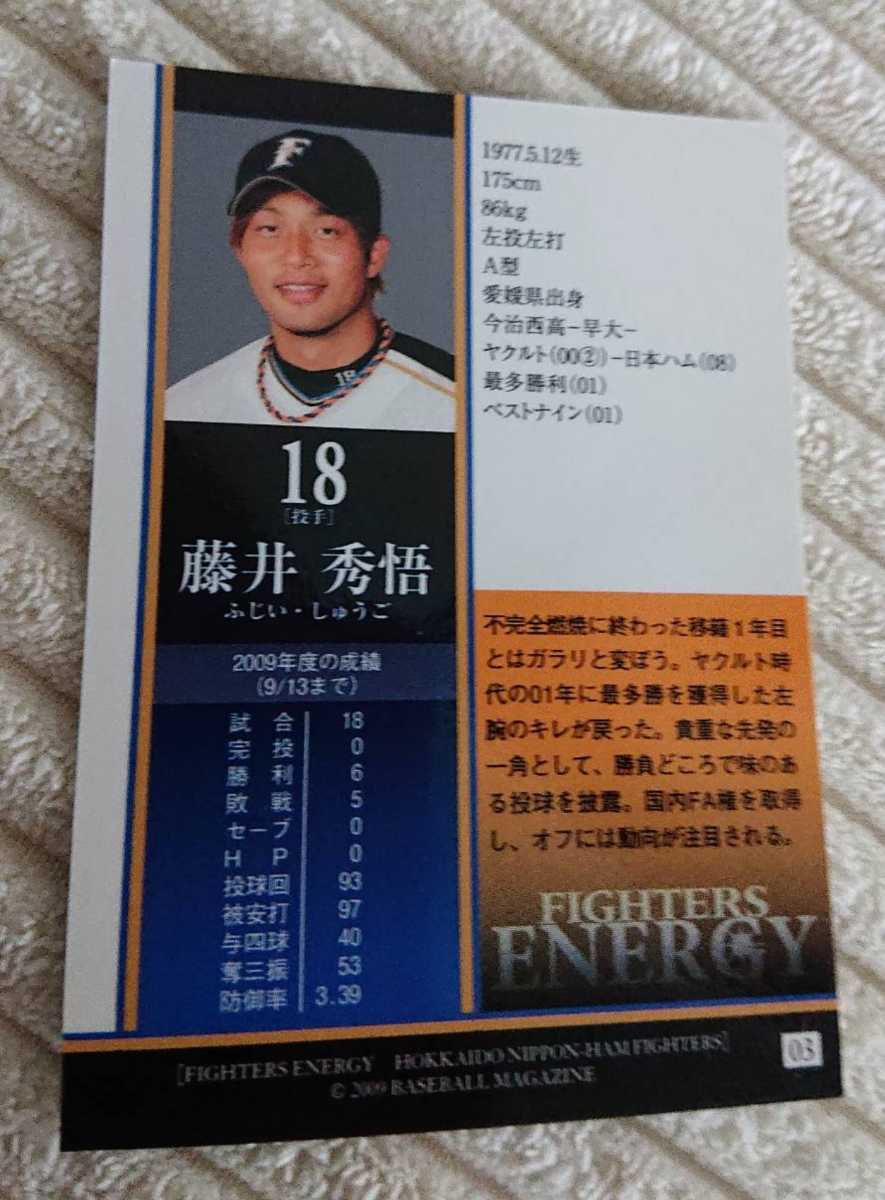 F
18
18
[投手]
藤井 秀悟
ふじい・しゅうご
2009年度の成績
(9/13まで)
試合 18
完投 0
勝利 6
敗戦 5
セーブ 0
HP 0
投球回 93
被安打 97
与四球 40
奪三振 53
防御率 3.39
1977.5.12生
175cm
86kg
左投左打
A型
愛媛県出身
今治西高−早大−
ヤクルト(00②)−日本ハム(08)
最多勝利(01)
ベストナイン(01)
不完全燃焼に終わった移籍1年目
とはガラリと変ぼう。ヤクルト時
代の01年に最多勝を獲得した左
腕のキレが戻った。貴重な先発の
一角として、勝負どころで味のあ
る投球を披露。国内FA権を取得
し、オフには動向が注目される。
FIGHTERS
ENERGY
[FIGHTERS ENERGY HOKKAIDO NIPPON-HAM FIGHTERS]
© 2009 BASEBALL MAGAZINE
03